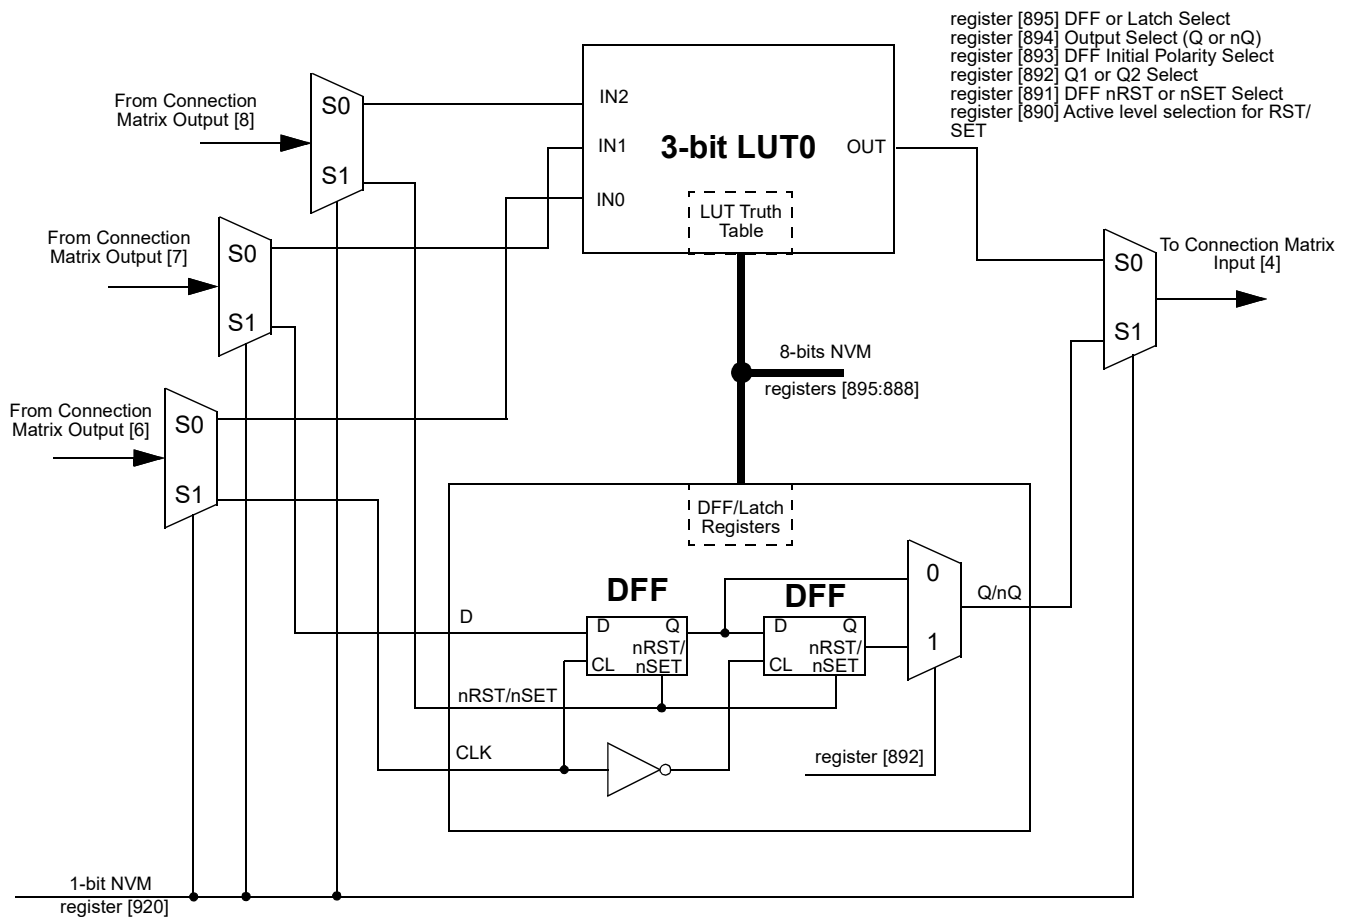 register [895] DFF or Latch Select
register [894] Output Select (Q or nQ)
register [893] DFF Initial Polarity Select
register [892] Q1 or Q2 Select
register [891] DFF nRST or nSET Select
register [890] Active level selection for RST/
SET
From Connection
Matrix Output [8]
S0
S1
IN2
IN1
IN0
3-bit LUT0
OUT
LUT Truth
Table
From Connection
Matrix Output [7]
S0
S1
To Connection Matrix
Input [4]
S0
S1
8-bits NVM
registers [895:888]
From Connection
Matrix Output [6]
S0
S1
DFF/Latch
Registers
DFF
DFF
0
1
Q/nQ
D
D
Q
nRST/
nSET
CL
D
Q
nRST/
nSET
CL
nRST/nSET
CLK
register [892]
1-bit NVM
register [920]